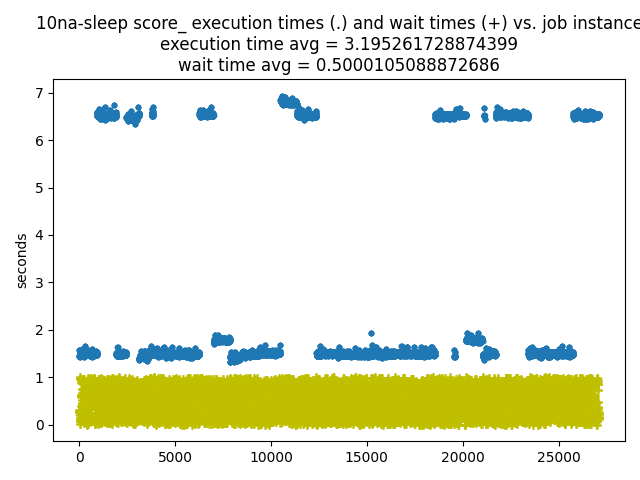 10na-sleep score_ execution times (.) and wait times (+) vs. job instance
execution time avg = 3.195261728874399
wait time avg = 0.5000105088872686
7
6
5
4
3
2
1
0
seconds
0 5000 10000 15000 20000 25000